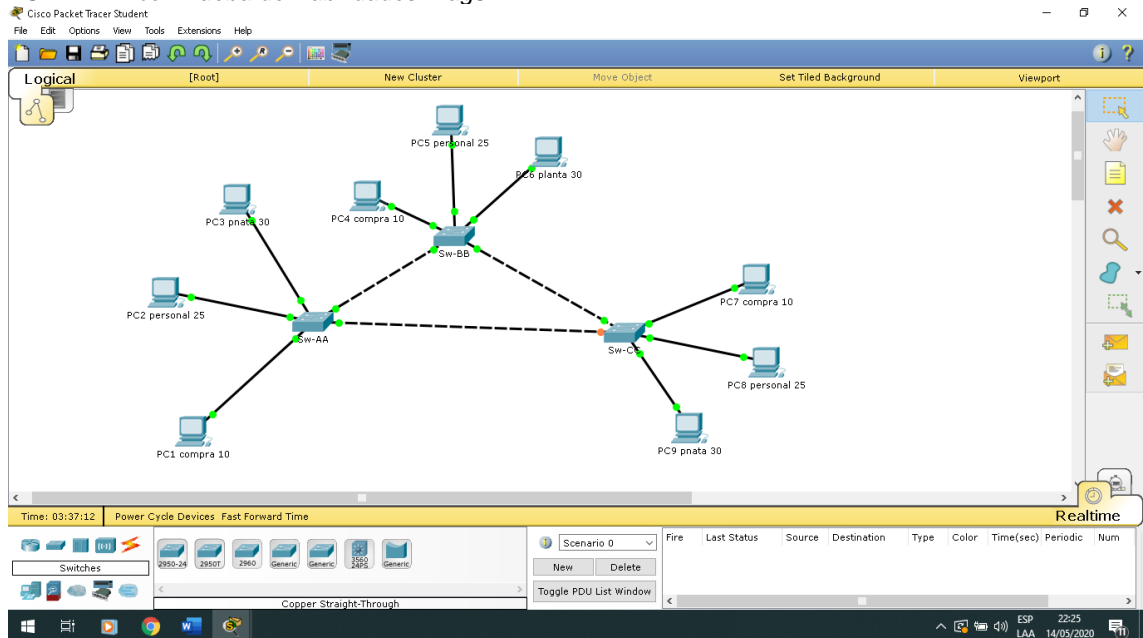 Cisco Packet Tracer Student
File Edit Options View Tools Extensions Help
Logical [Root] New Cluster Move Object Set Tiled Background Viewport
PC5 personal 25
PC6 planta 30
PC3 pnata 30
PC4 compra 10
Sw-BB
PC7 compra 10
PC2 personal 25
Sw-AA
Sw-CC
PC8 personal 25
PC9 pnata 30
PC1 compra 10
Time: 03:37:12 Power Cycle Devices Fast Forward Time Realtime
Scenario 0 Fire Last Status Source Destination Type Color Time(sec) Periodic Num
2950-24 2950T 2960 Generic Generic 3560 24PS Generic
Switches New Delete
Toggle PDU List Window
Copper Straight-Through
ESP 22:25
LAA 14/05/2020